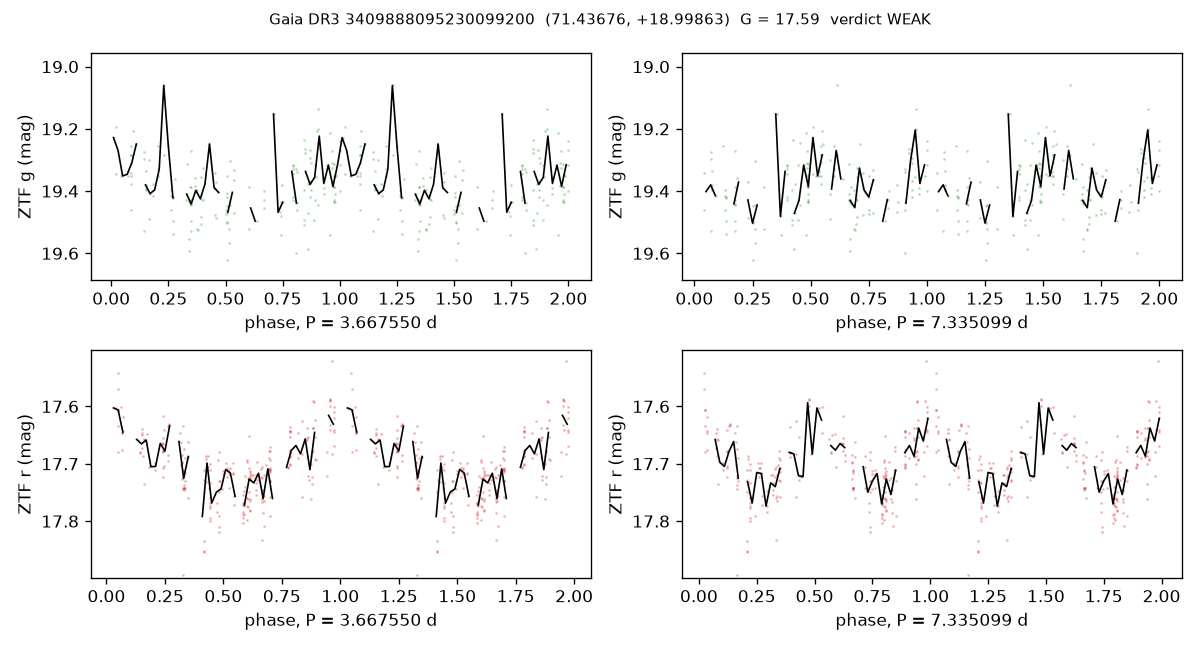 Gaia DR3 3409888095230099200  (71.43676, +18.99863)  G = 17.59  verdict WEAK
ZTF g (mag)
19.0
19.2
19.4
19.6
0.00 0.25 0.50 0.75 1.00 1.25 1.50 1.75 2.00
phase, P = 3.667550 d
ZTF g (mag)
19.0
19.2
19.4
19.6
0.00 0.25 0.50 0.75 1.00 1.25 1.50 1.75 2.00
phase, P = 7.335099 d
ZTF r (mag)
17.6
17.7
17.8
0.00 0.25 0.50 0.75 1.00 1.25 1.50 1.75 2.00
phase, P = 3.667550 d
ZTF r (mag)
17.6
17.7
17.8
0.00 0.25 0.50 0.75 1.00 1.25 1.50 1.75 2.00
phase, P = 7.335099 d